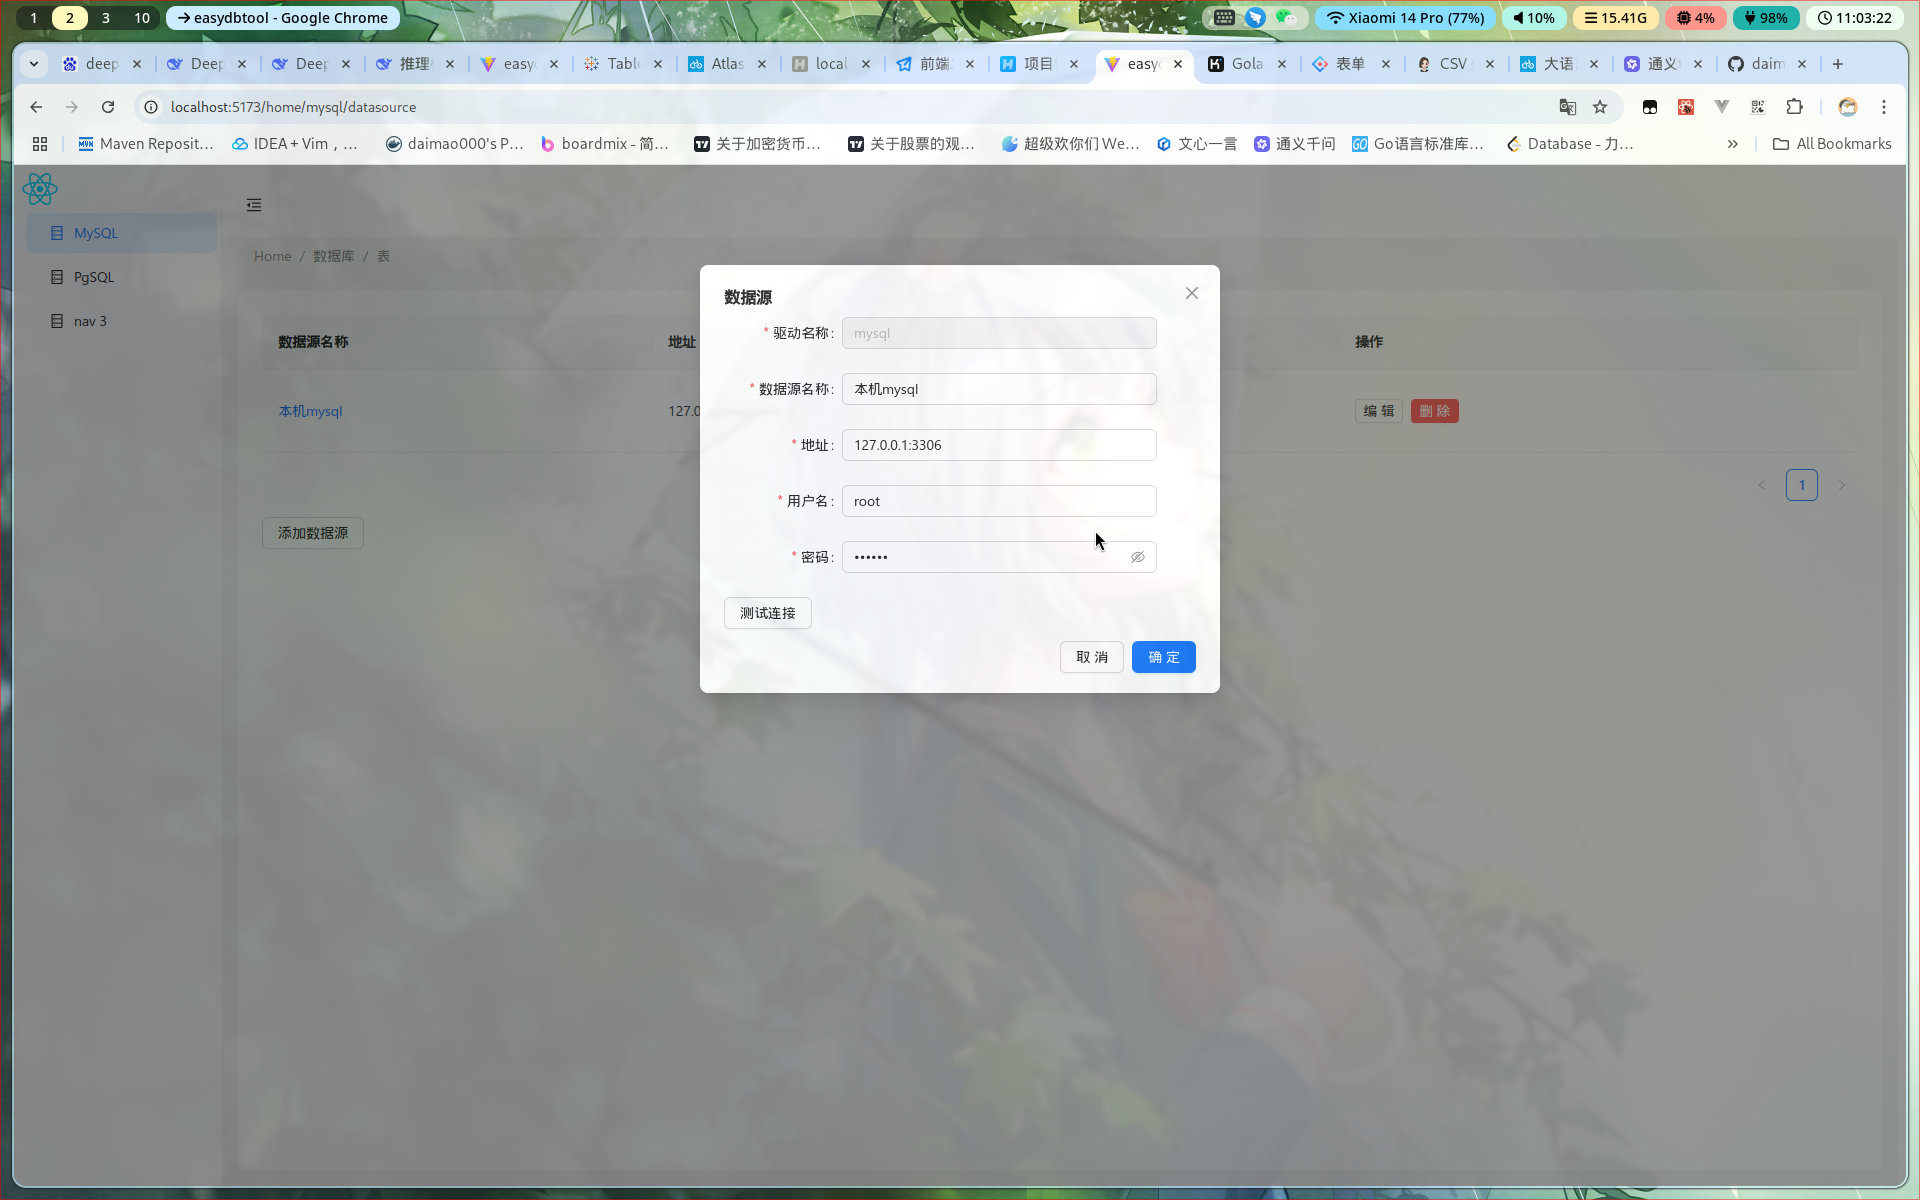 1 2 3 10 → easydbtool - Google Chrome Xiaomi 14 Pro (77%) 10% 15.41G 4% 98% 11:03:22
deep Deep Deep 推理 easy Table Atlas local 前端 项目 easy Gola 表单 CSV 大语 通义 daim
localhost:5173/home/mysql/datasource
Maven Reposit... IDEA + Vim , ... daimao000's P... boardmix - 简... 关于加密货币... 关于股票的观... 超级欢你们 We... 文心一言 通义千问 Go语言标准库... Database - 力... » All Bookmarks
MySQL
PgSQL
nav 3
Home / 数据库 / 表
数据源名称 地址 操作
本机mysql 127.0 编 辑 删 除
1
添加数据源
数据源
* 驱动名称: mysql
* 数据源名称: 本机mysql
* 地址: 127.0.0.1:3306
* 用户名: root
* 密码: ••••••
测试连接
取 消 确 定